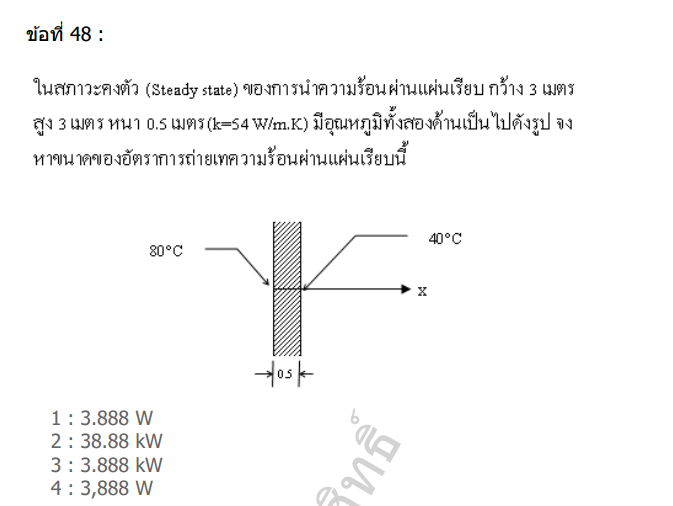 ข้อที่ 48 :
ในสภาวะคงตัว (Steady state) ของการนำความร้อนผ่านแผ่นเรียบ กว้าง 3 เมตร
สูง 3 เมตร หนา 0.5 เมตร (k=54 W/m.K) มีอุณหภูมิทั้งสองด้านเป็นไปดังรูป จง
หาขนาดของอัตราการถ่ายเทความร้อนผ่านแผ่นเรียบนี้
80°C
40°C
x
0.5
1 : 3.888 W
2 : 38.88 kW
3 : 3.888 kW
4 : 3,888 W